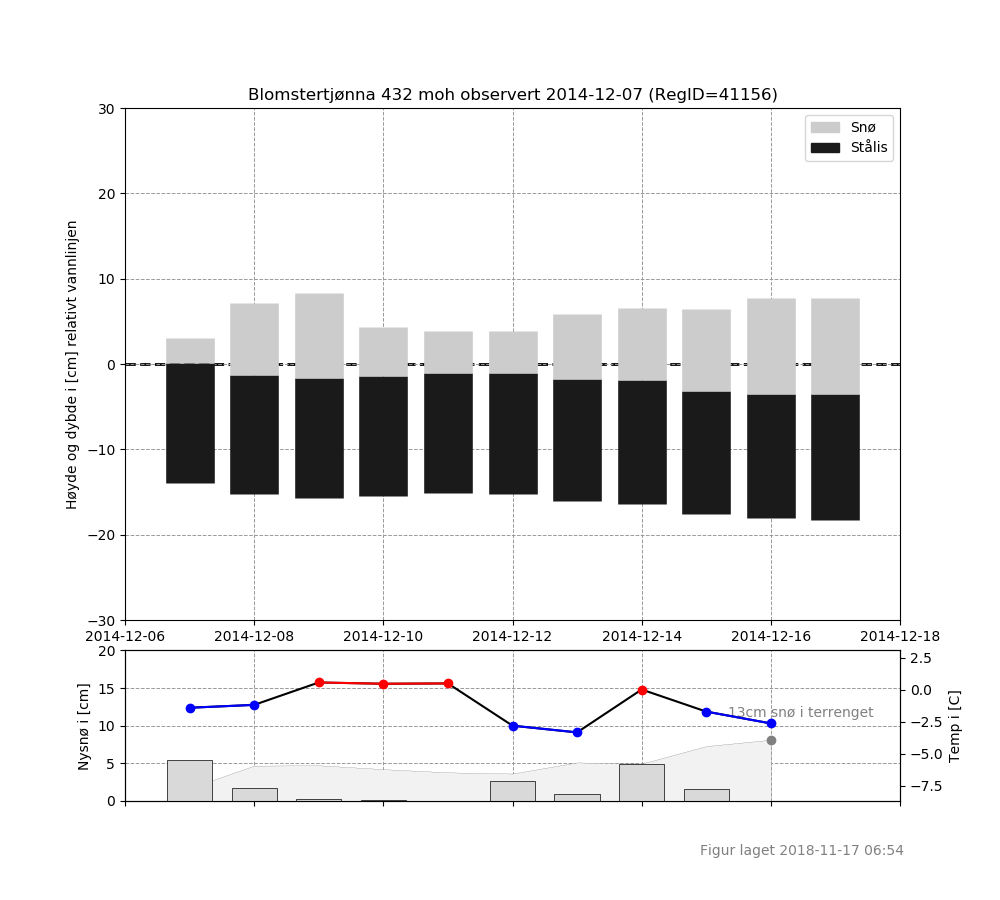 Blomstertjønna 432 moh observert 2014-12-07 (RegID=41156)
Høyde og dybde i [cm] relativt vannlinjen
30
20
10
0
−10
−20
−30
Snø
Stålis
2014-12-06 2014-12-08 2014-12-10 2014-12-12 2014-12-14 2014-12-16 2014-12-18
Nysnø i [cm]
20
15
10
5
0
13cm snø i terrenget
2.5
0.0
−2.5
−5.0
−7.5
Temp i [C]
Figur laget 2018-11-17 06:54